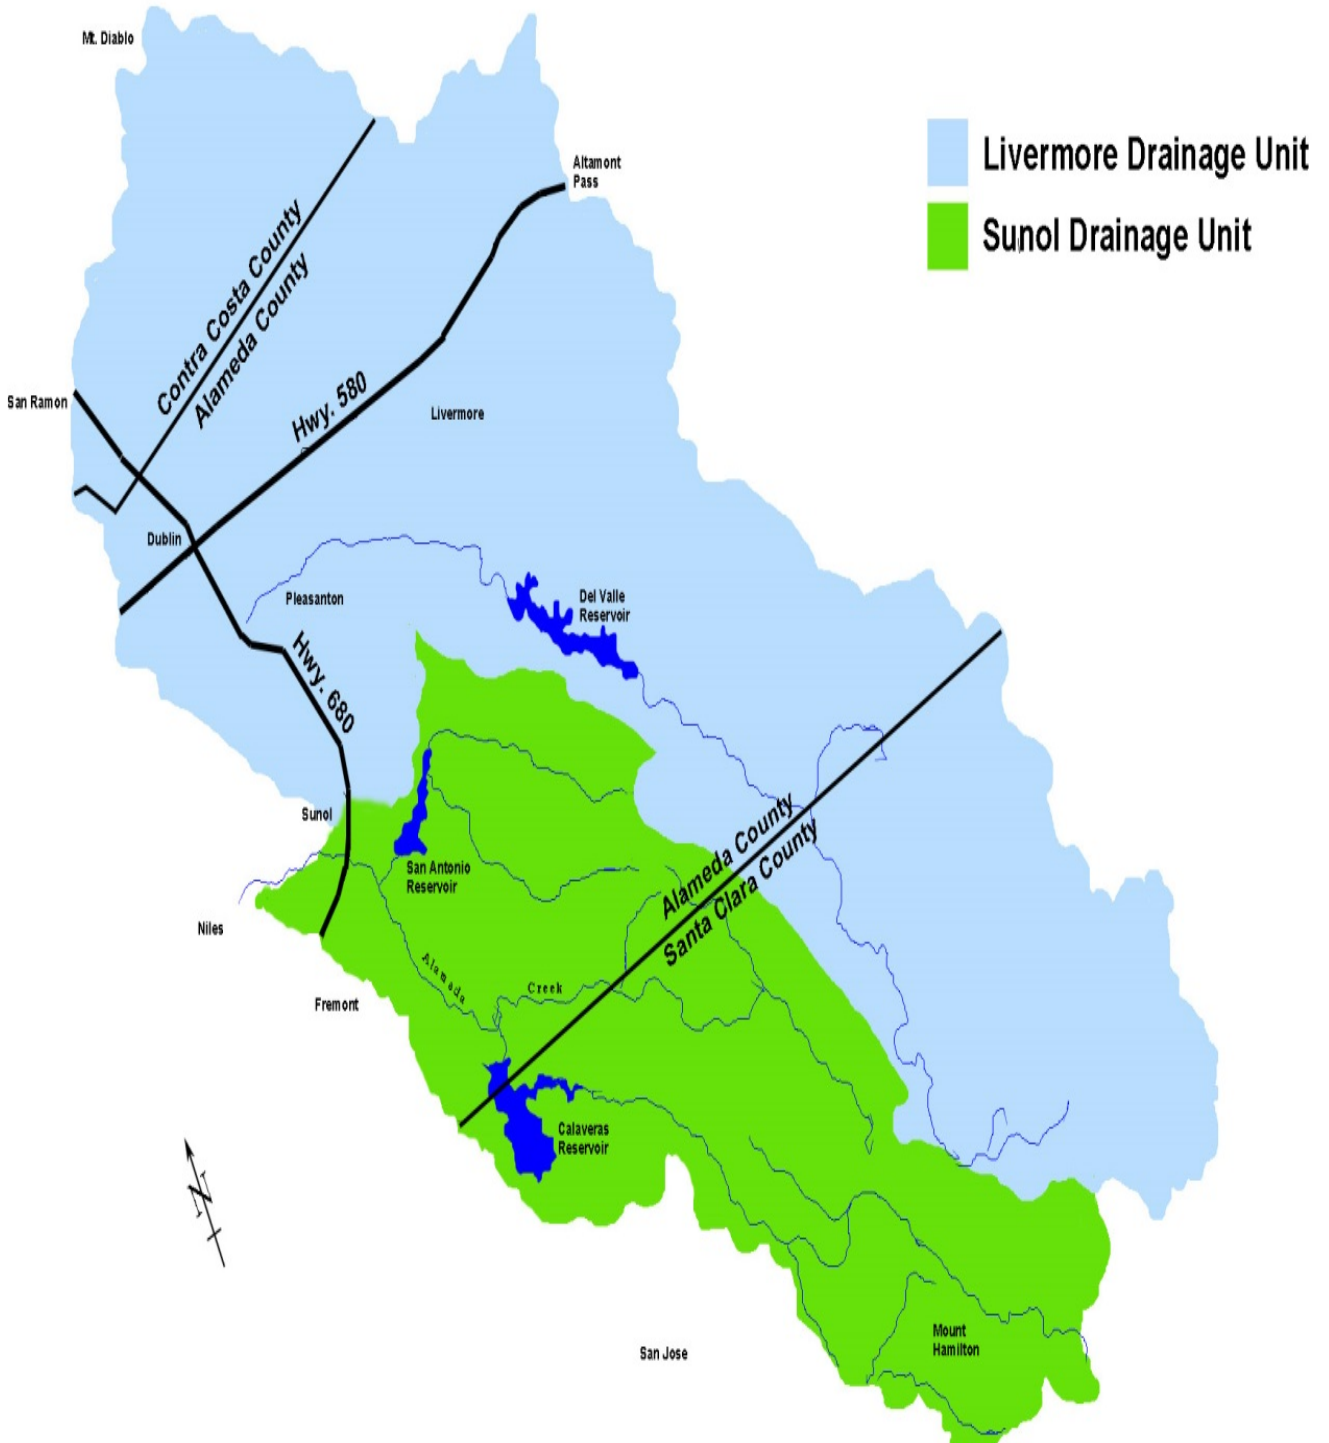 Mt. Diablo
Altamont
Pass
Livermore Drainage Unit
Sunol Drainage Unit
Contra Costa County
Alameda County
San Ramon
Hwy. 580
Livermore
Dublin
Pleasanton
Del Valle
Reservoir
Hwy. 680
Sunol
San Antonio
Reservoir
Alameda County
Santa Clara County
Niles
Alamada
Creek
Fremont
Calaveras
Reservoir
N
Mount
Hamilton
San Jose